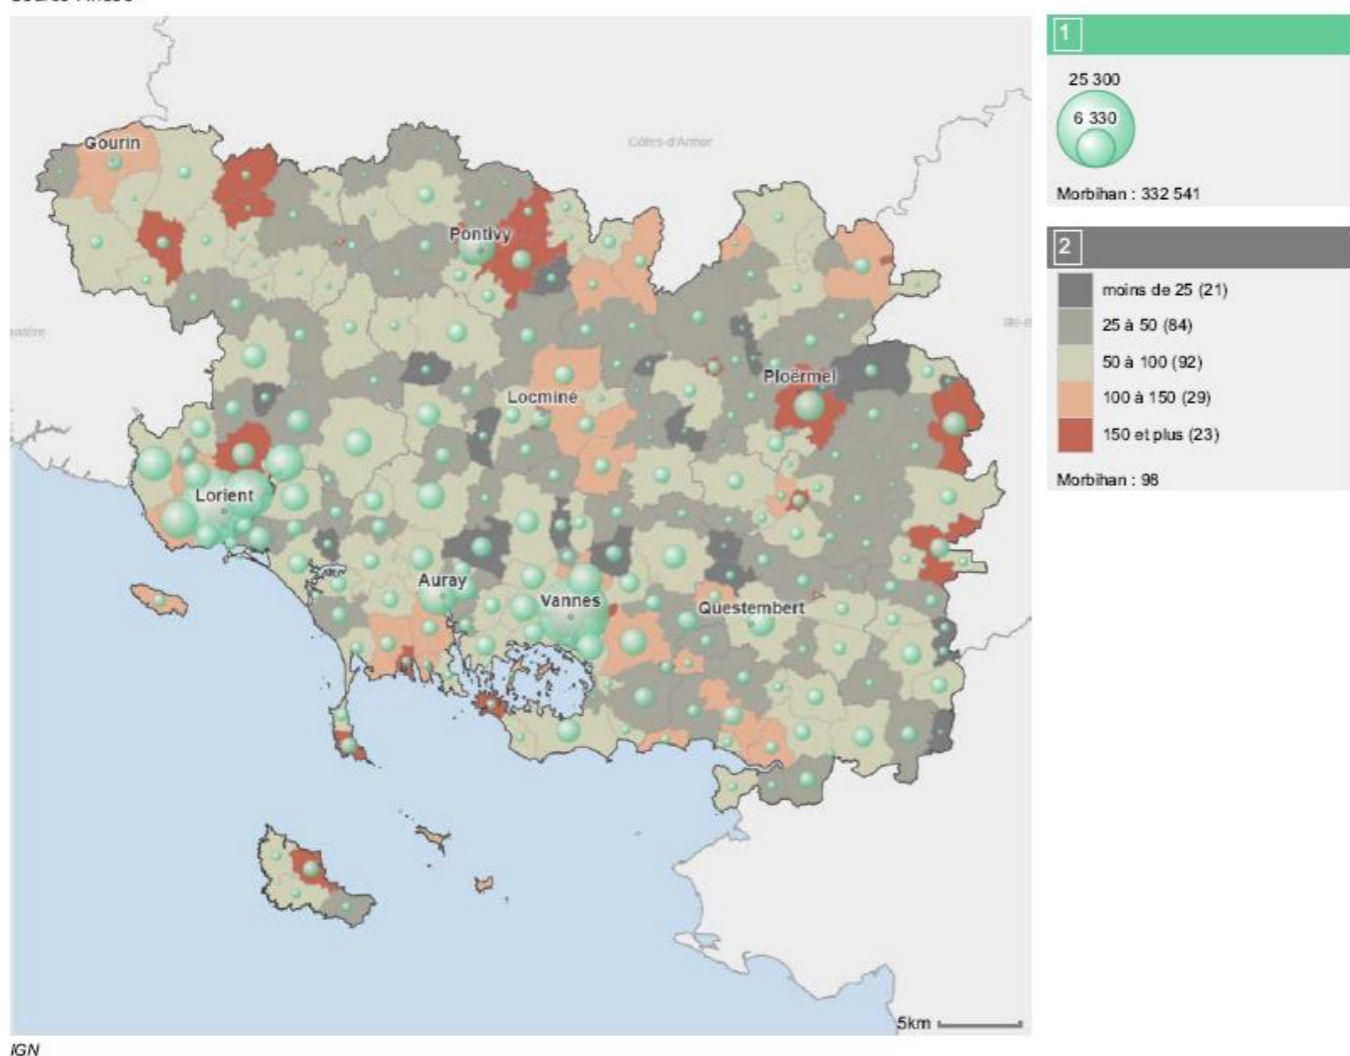 1
25 300
6 330
Morbihan : 332 541
2
moins de 25 (21)
25 à 50 (84)
50 à 100 (92)
100 à 150 (29)
150 et plus (23)
Morbihan : 98
Côtes-d'Armor
Gourin
Pontivy
Ploërmel
Locminé
Lorient
Auray
Vannes
Questembert
5km
IGN